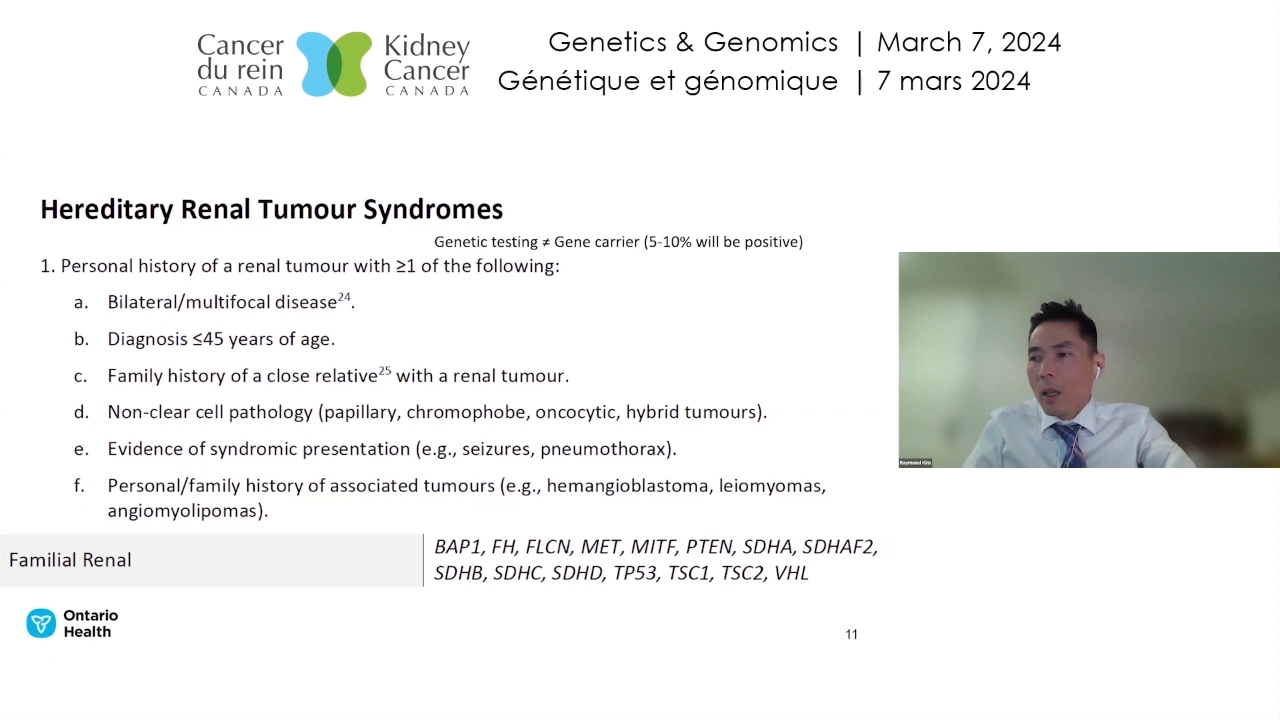 Cancer
du rein
CANADA
Kidney
Cancer
CANADA
Genetics & Genomics | March 7, 2024
Génétique et génomique | 7 mars 2024
Hereditary Renal Tumour Syndromes
Genetic testing ≠ Gene carrier (5-10% will be positive)
1. Personal history of a renal tumour with ≥1 of the following:
a. Bilateral/multifocal disease24.
b. Diagnosis ≤45 years of age.
c. Family history of a close relative25 with a renal tumour.
d. Non-clear cell pathology (papillary, chromophobe, oncocytic, hybrid tumours).
e. Evidence of syndromic presentation (e.g., seizures, pneumothorax).
f. Personal/family history of associated tumours (e.g., hemangioblastoma, leiomyomas,
angiomyolipomas).
Familial Renal
BAP1, FH, FLCN, MET, MITF, PTEN, SDHA, SDHAF2,
SDHB, SDHC, SDHD, TP53, TSC1, TSC2, VHL
Ontario
Health
11
Raymond Kim